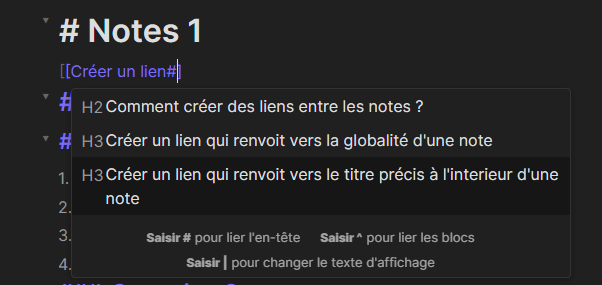 # Notes 1
[[Créer un lien#]
#
H2 Comment créer des liens entre les notes ?
#
H3 Créer un lien qui renvoit vers la globalité d'une note
1.
H3 Créer un lien qui renvoit vers le titre précis à l'interieur d'une
2.
note
3.
Saisir # pour lier l'en-tête Saisir ^ pour lier les blocs
4.
Saisir | pour changer le texte d'affichage